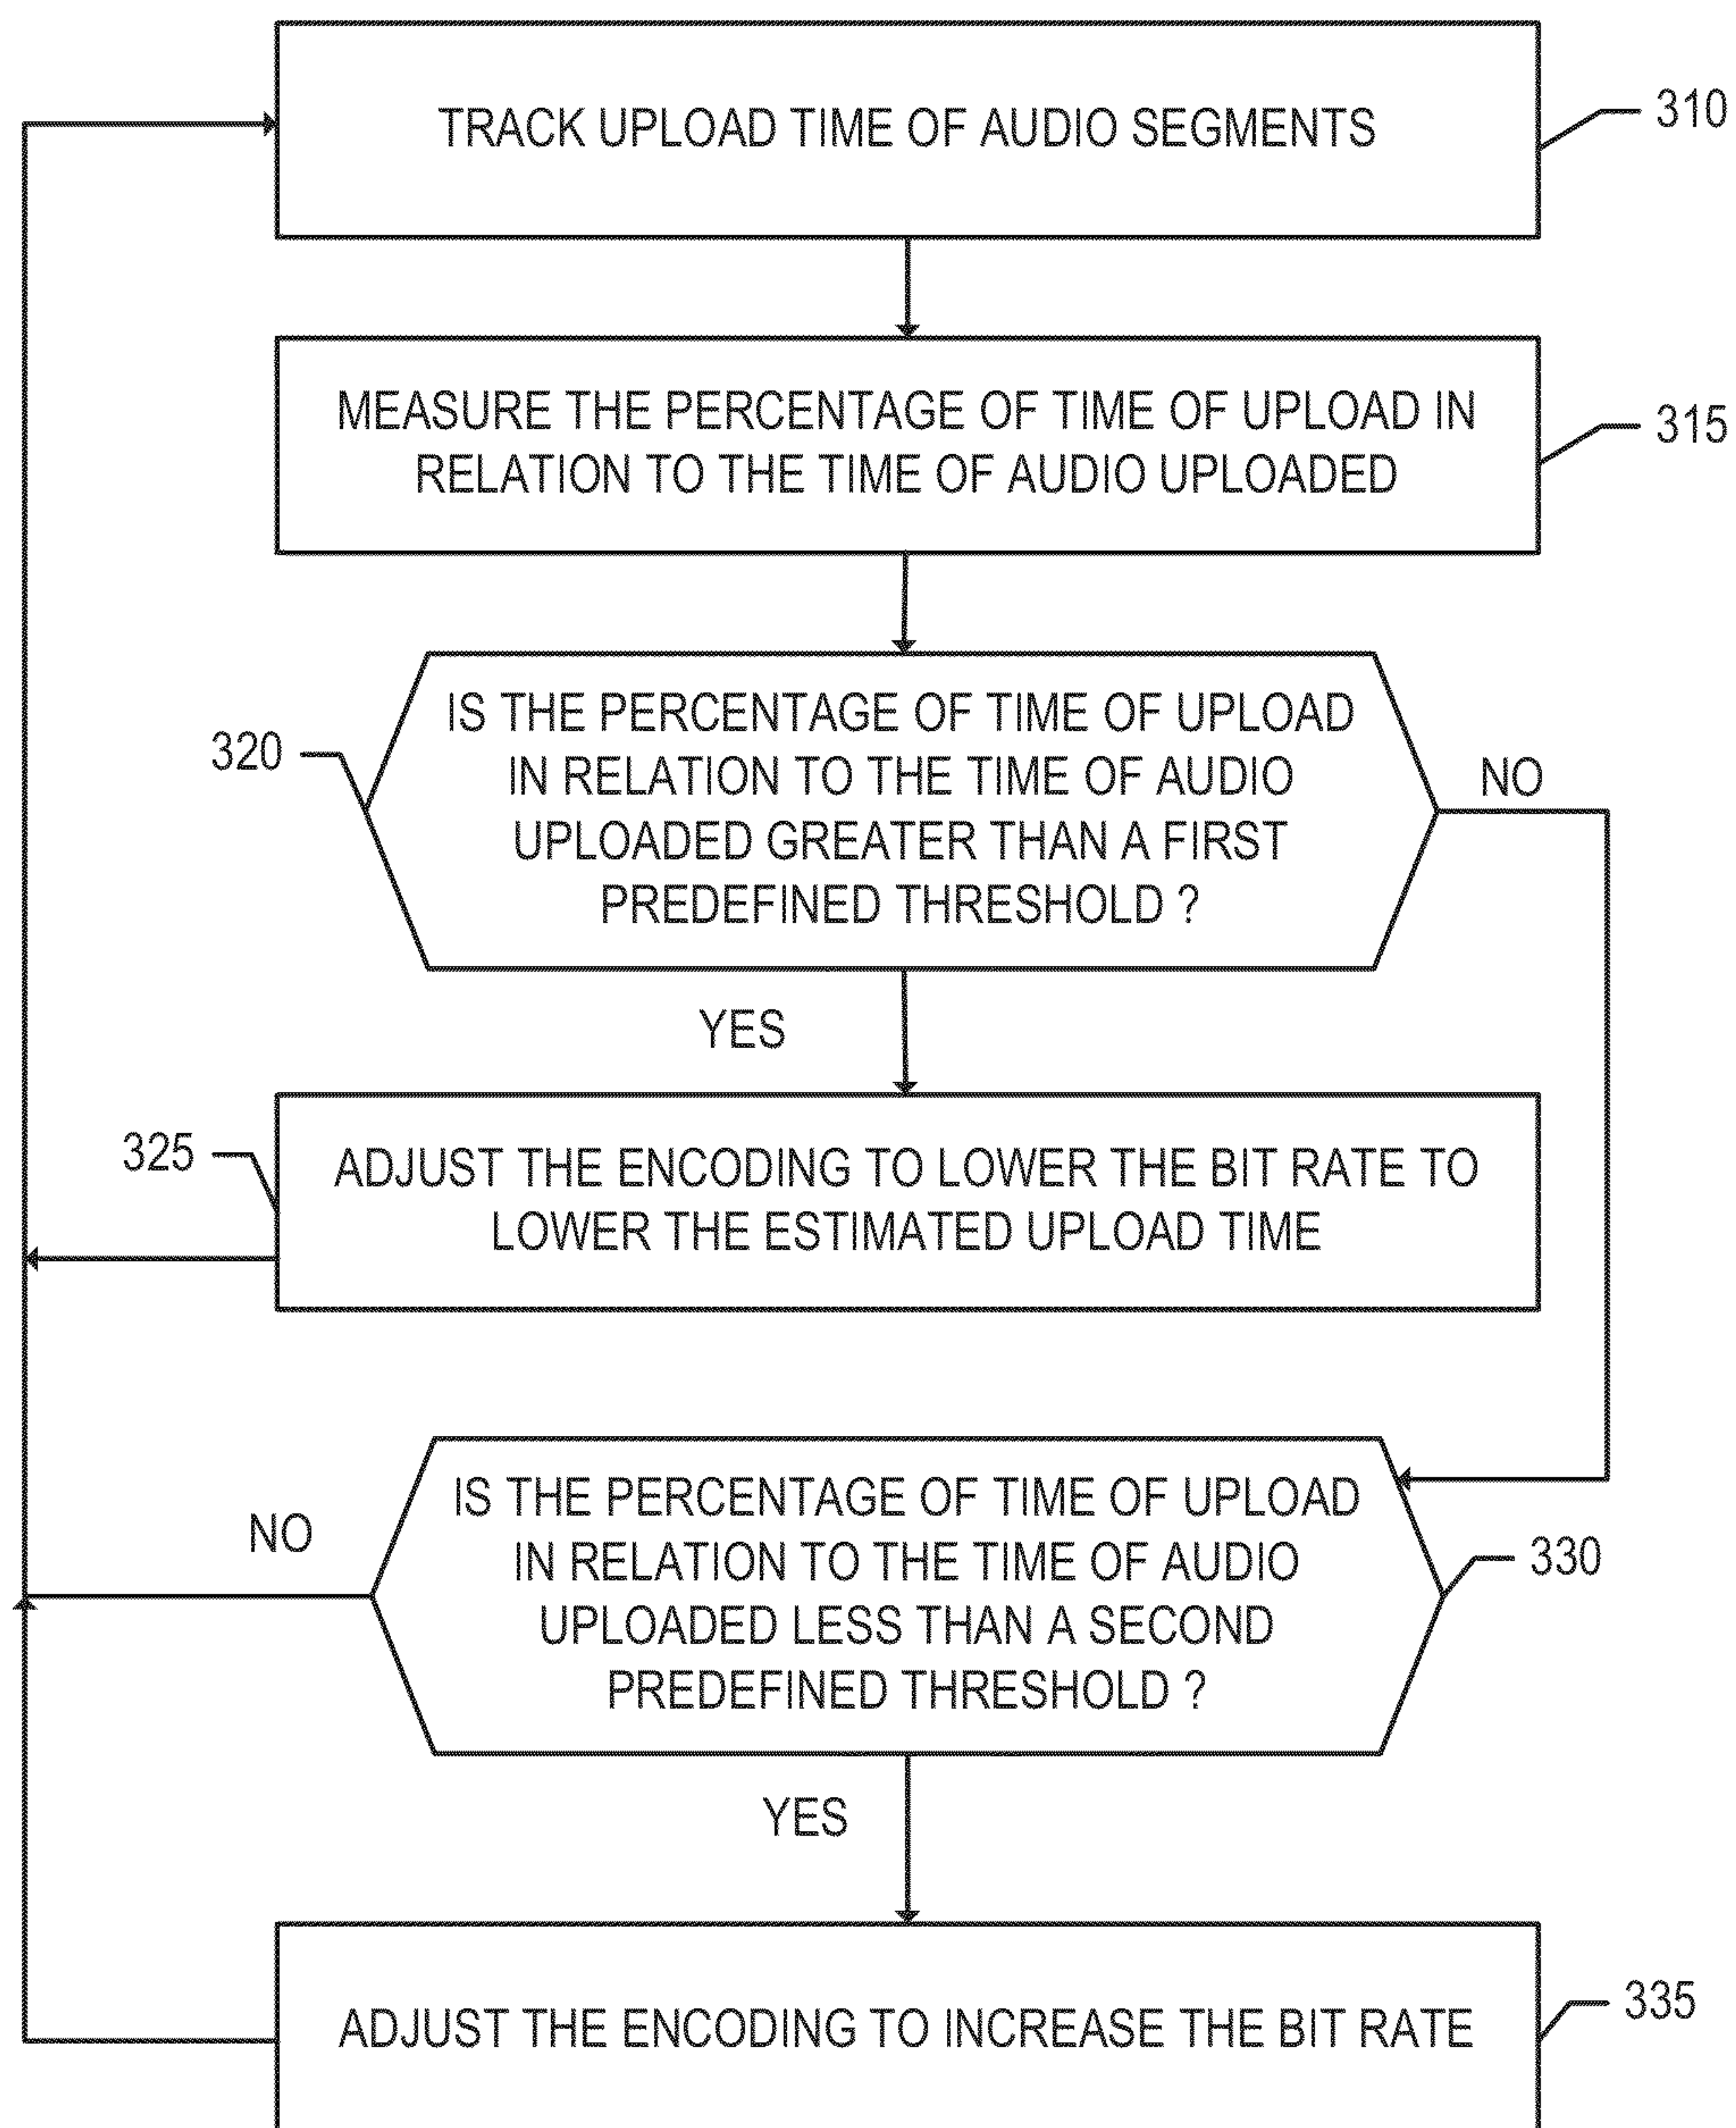 TRACK UPLOAD TIME OF AUDIO SEGMENTS
310
MEASURE THE PERCENTAGE OF TIME OF UPLOAD IN
RELATION TO THE TIME OF AUDIO UPLOADED
315
IS THE PERCENTAGE OF TIME OF UPLOAD
IN RELATION TO THE TIME OF AUDIO
UPLOADED GREATER THAN A FIRST
PREDEFINED THRESHOLD ?
320
NO
YES
325
ADJUST THE ENCODING TO LOWER THE BIT RATE TO
LOWER THE ESTIMATED UPLOAD TIME
IS THE PERCENTAGE OF TIME OF UPLOAD
IN RELATION TO THE TIME OF AUDIO
UPLOADED LESS THAN A SECOND
PREDEFINED THRESHOLD ?
NO
330
YES
ADJUST THE ENCODING TO INCREASE THE BIT RATE
335